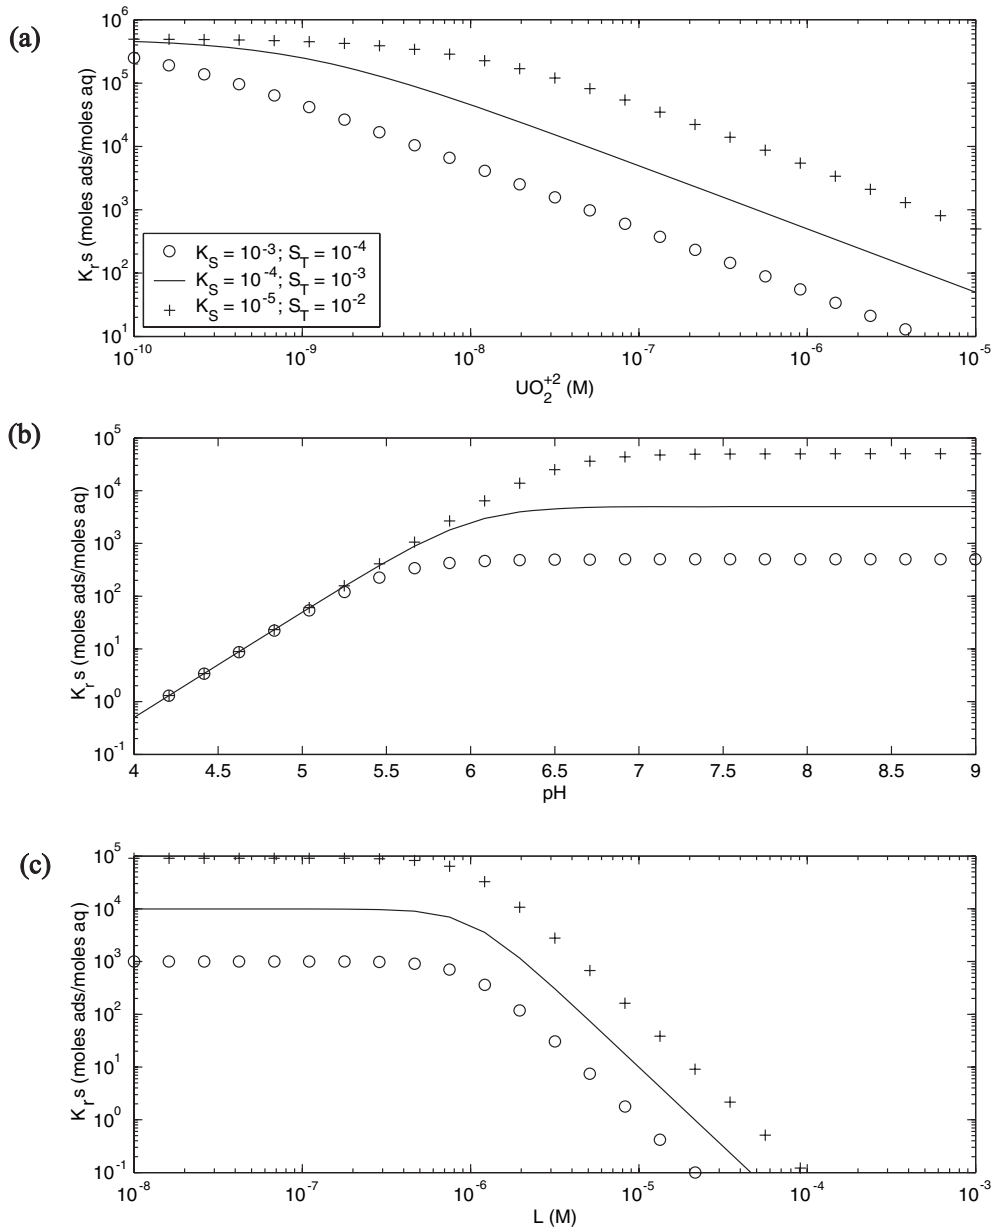 (a)
10^6
10^5
10^4
10^3
10^2
10^1
K_r s (moles ads/moles aq)
K_S = 10^-3; S_T = 10^-4
K_S = 10^-4; S_T = 10^-3
K_S = 10^-5; S_T = 10^-2
10^-10 10^-9 10^-8 10^-7 10^-6 10^-5
UO_2^+2 (M)
(b)
10^5
10^4
10^3
10^2
10^1
10^0
10^-1
K_r s (moles ads/moles aq)
4 4.5 5 5.5 6 6.5 7 7.5 8 8.5 9
pH
(c)
10^5
10^4
10^3
10^2
10^1
10^0
10^-1
K_r s (moles ads/moles aq)
10^-8 10^-7 10^-6 10^-5 10^-4 10^-3
L (M)